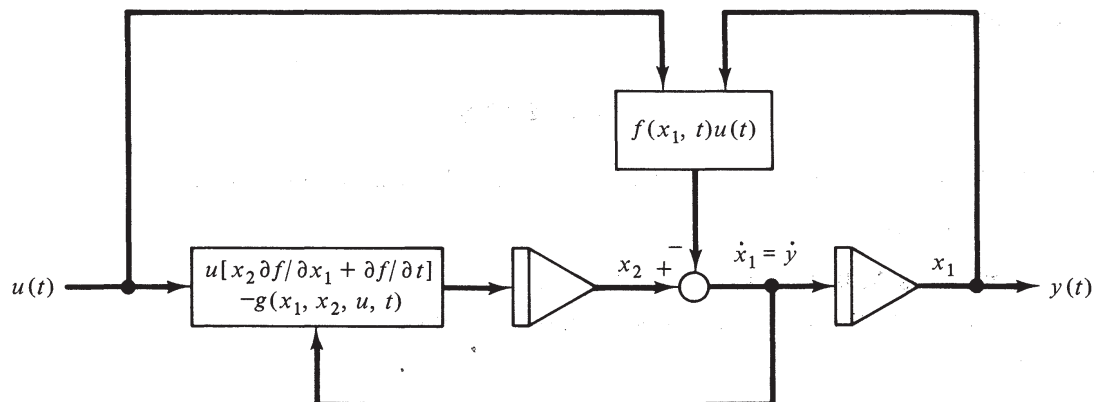 f(x₁, t)u(t)
−
ẋ₁ = ẏ
x₂
+
x₁
u(t)
u[x₂ ∂f/∂x₁ + ∂f/∂t]
−g(x₁, x₂, u, t)
y(t)